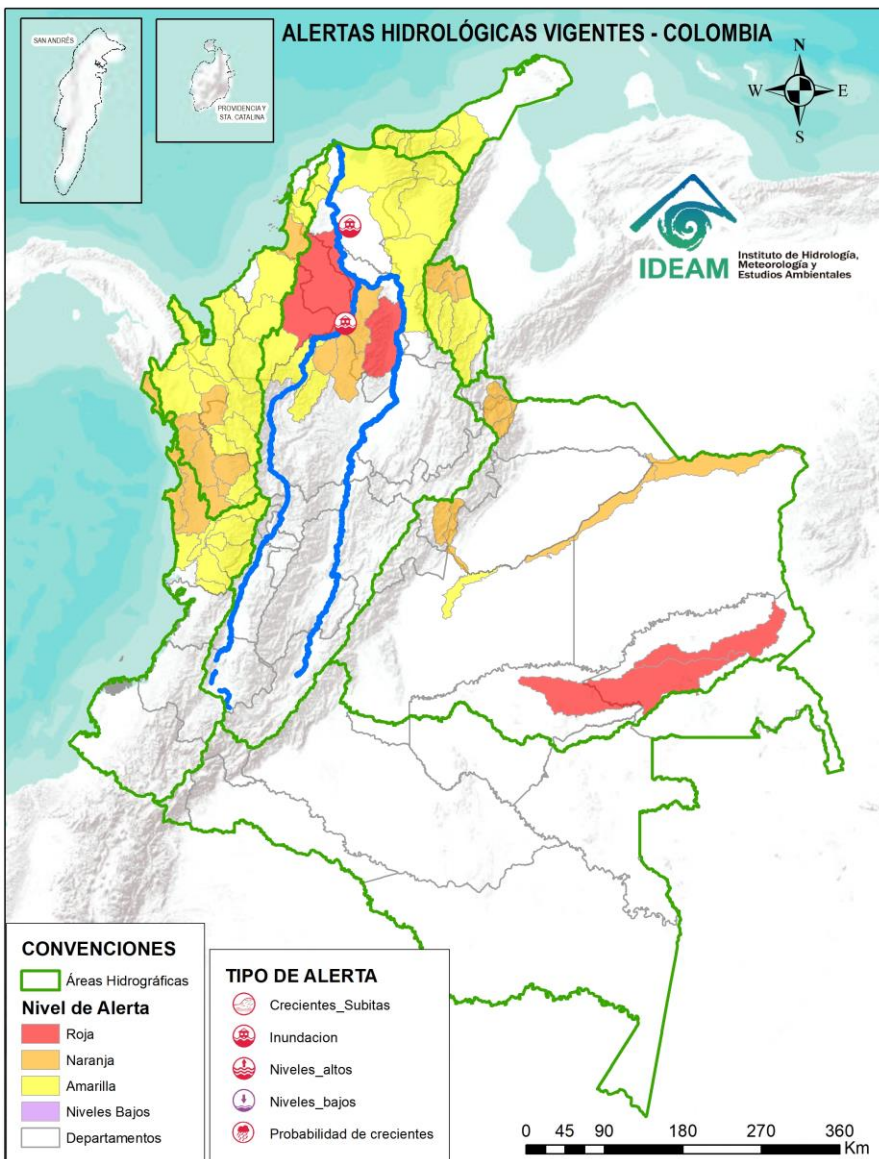 ALERTAS HIDROLÓGICAS VIGENTES - COLOMBIA
SAN ANDRÉS
PROVIDENCIA Y
STA. CATALINA
N
W
E
S
IDEAM
Instituto de Hidrología,
Meteorología y
Estudios Ambientales
CONVENCIONES
Áreas Hidrográficas
Nivel de Alerta
Roja
Naranja
Amarilla
Niveles Bajos
Departamentos
TIPO DE ALERTA
Crecientes_Subitas
Inundacion
Niveles_altos
Niveles_bajos
Probabilidad de crecientes
0 45 90 180 270 360
Km